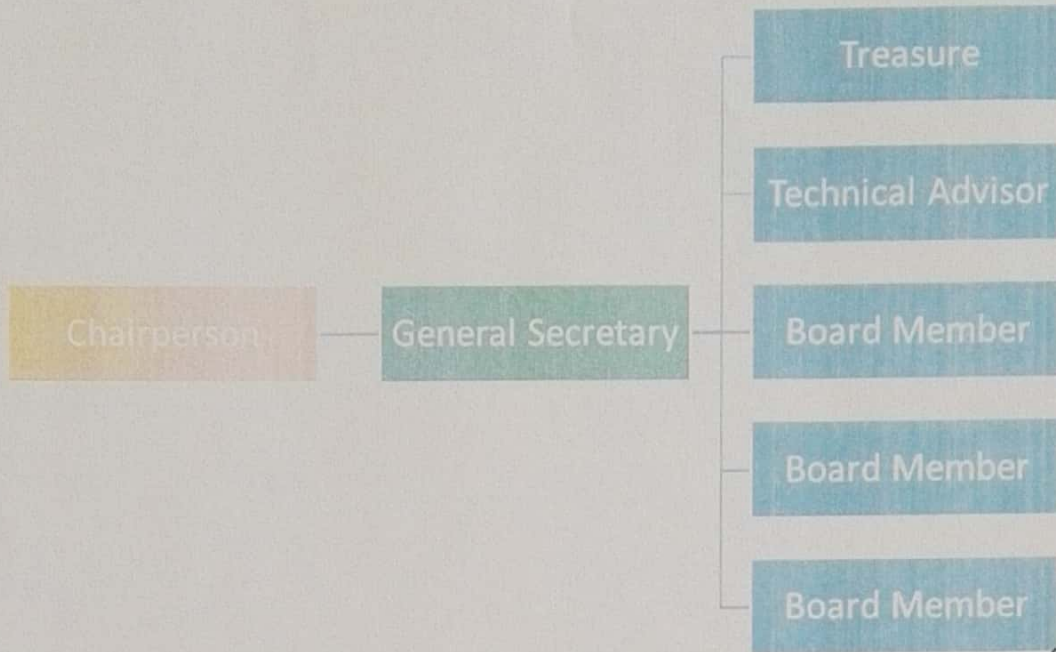 Chairperson
General Secretary
Treasure
Technical Advisor
Board Member
Board Member
Board Member